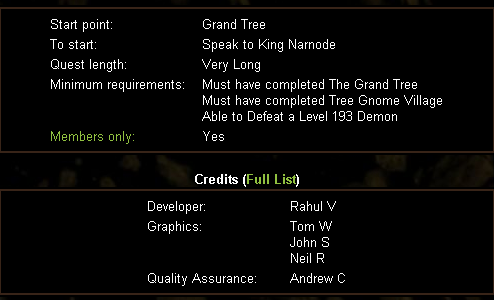 Start point: Grand Tree
To start: Speak to King Narnode
Quest length: Very Long
Minimum requirements: Must have completed The Grand Tree
Must have completed Tree Gnome Village
Able to Defeat a Level 193 Demon
Members only: Yes
Credits (Full List)
Developer: Rahul V
Graphics: Tom W
John S
Neil R
Quality Assurance: Andrew C